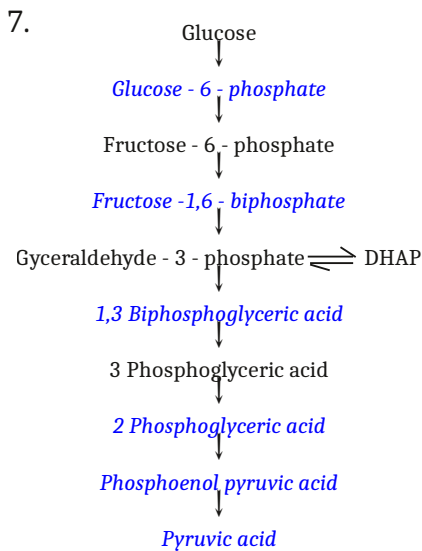 7.
Glucose
Glucose - 6 - phosphate
Fructose - 6 - phosphate
Fructose -1,6 - biphosphate
Gyceraldehyde - 3 - phosphate DHAP
1,3 Biphosphoglyceric acid
3 Phosphoglyceric acid
2 Phosphoglyceric acid
Phosphoenol pyruvic acid
Pyruvic acid